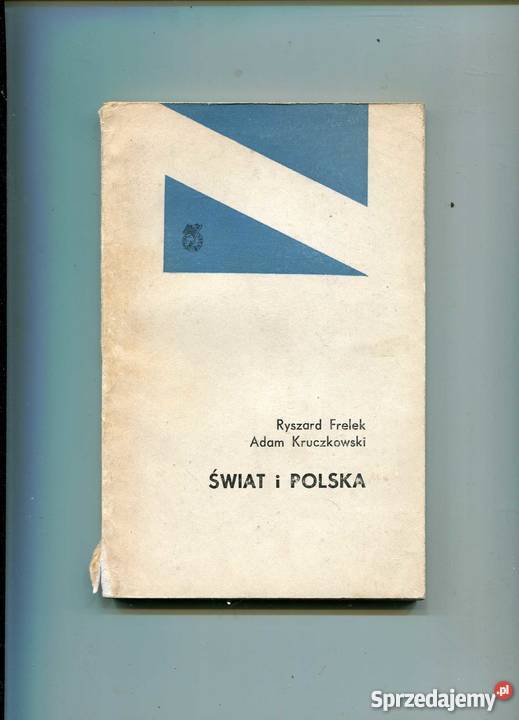 Ryszard Frelek
Adam Kruczkowski
ŚWIAT i POLSKA
Sprzedajemy.pl